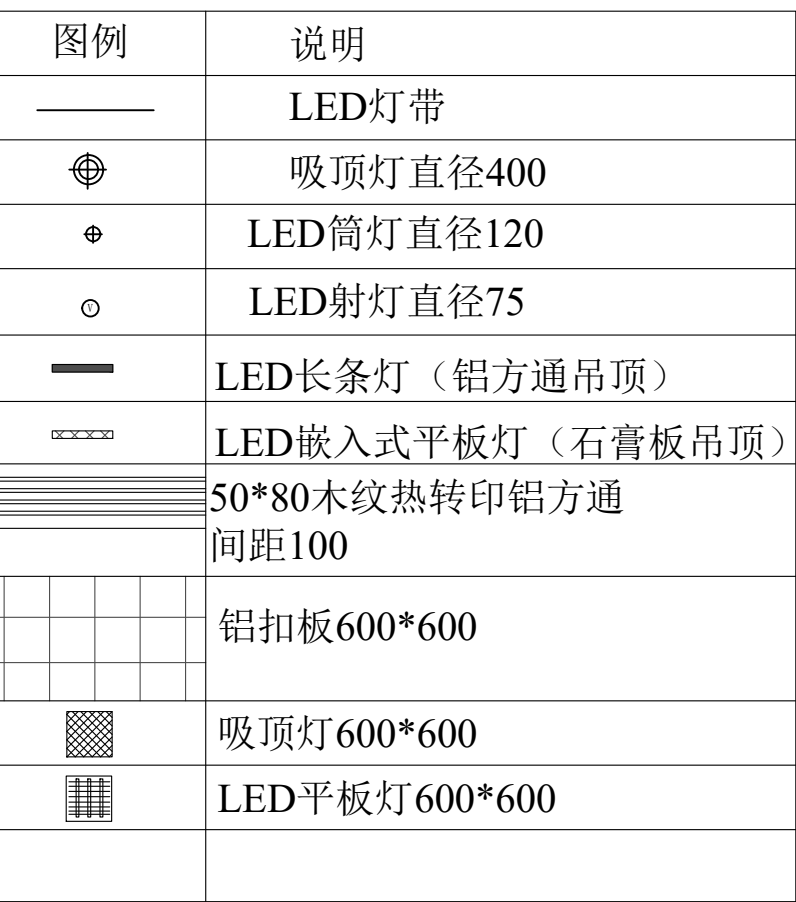 图例 说明
LED灯带
吸顶灯直径400
LED筒灯直径120
V LED射灯直径75
LED长条灯（铝方通吊顶）
LED嵌入式平板灯（石膏板吊顶）
50*80木纹热转印铝方通
间距100
铝扣板600*600
吸顶灯600*600
LED平板灯600*600